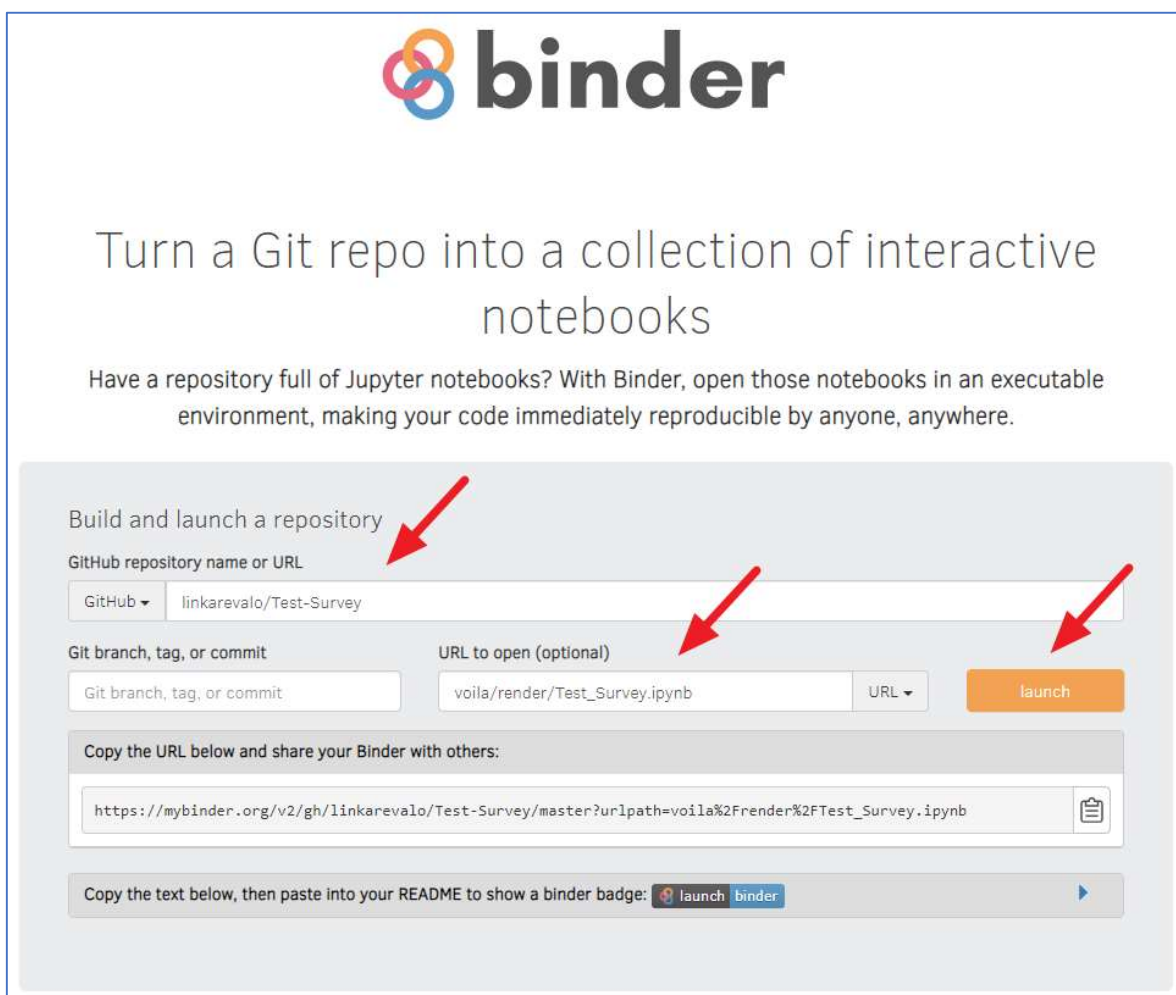 binder
Turn a Git repo into a collection of interactive
notebooks
Have a repository full of Jupyter notebooks? With Binder, open those notebooks in an executable
environment, making your code immediately reproducible by anyone, anywhere.
Build and launch a repository
GitHub repository name or URL
GitHub linkarevalo/Test-Survey
Git branch, tag, or commit URL to open (optional)
Git branch, tag, or commit voila/render/Test_Survey.ipynb URL launch
Copy the URL below and share your Binder with others:
https://mybinder.org/v2/gh/linkarevalo/Test-Survey/master?urlpath=voila%2Frender%2FTest_Survey.ipynb
Copy the text below, then paste into your README to show a binder badge: launch binder